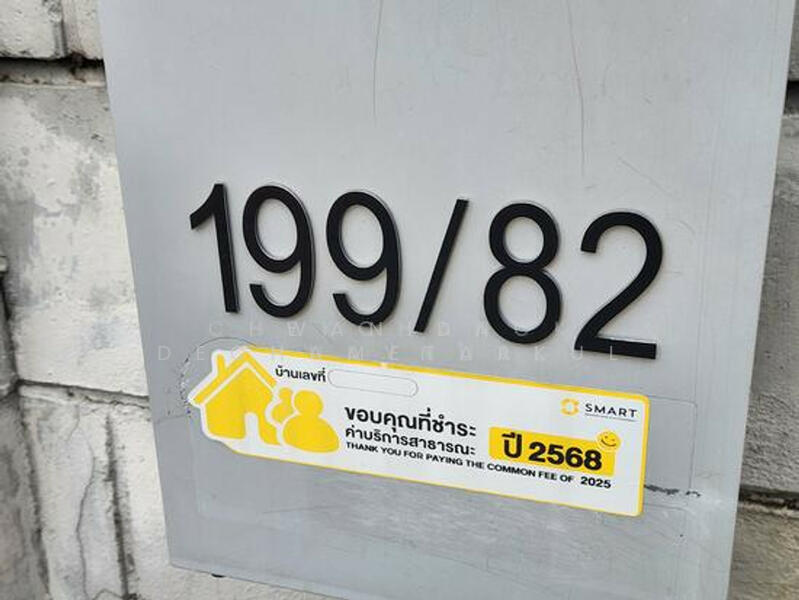 199/82
บ้านเลขที่
SMART
ขอบคุณที่ชำระ
ค่าบริการสาธารณะ
ปี 2568
THANK YOU FOR PAYING THE COMMON FEE OF 2025